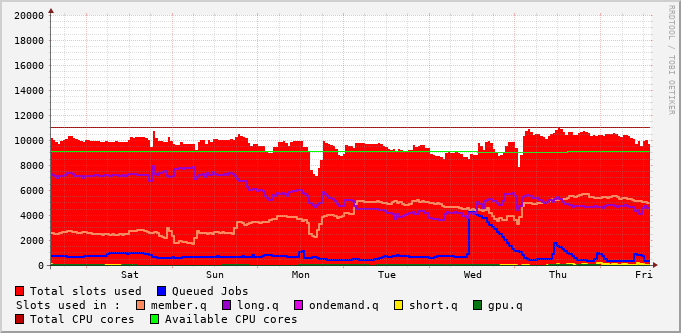 20000
18000
16000
14000
12000
10000
8000
6000
4000
2000
0
Sat Sun Mon Tue Wed Thu Fri
Total slots used Queued Jobs
Slots used in : member.q long.q ondemand.q short.q gpu.q
Total CPU cores Available CPU cores
RRDTOOL / TOBI OETIKER